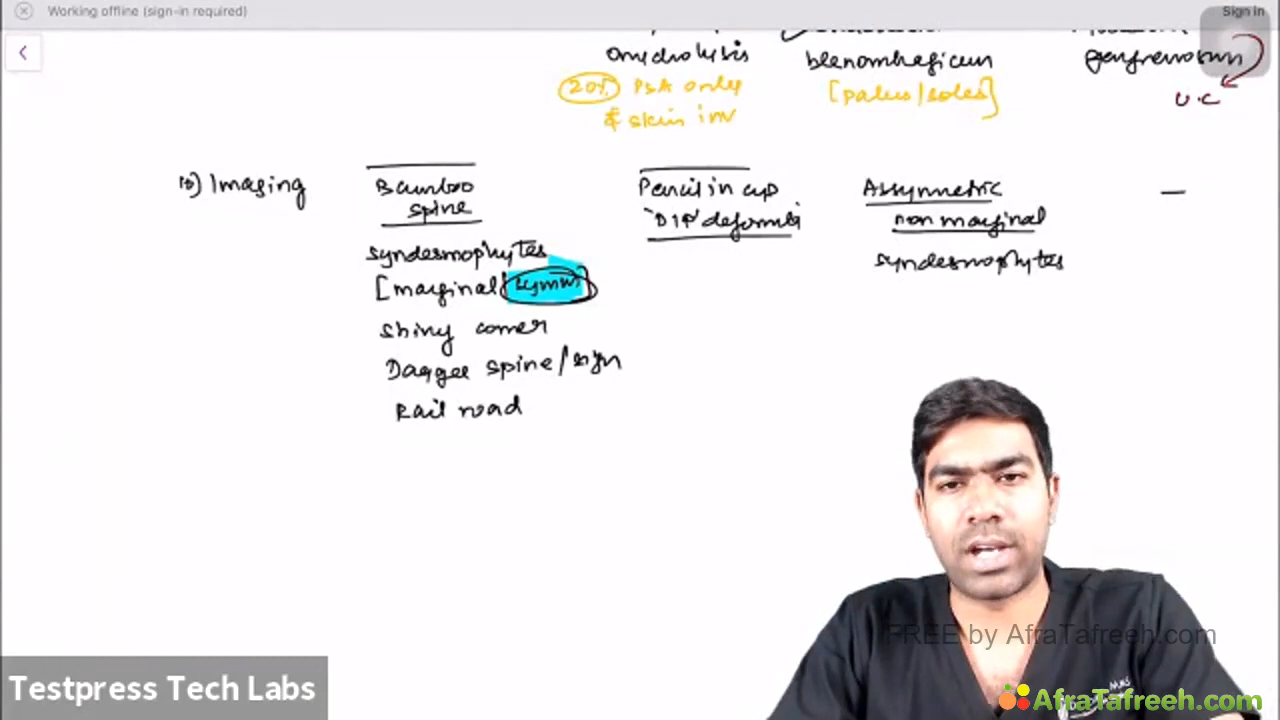 Working offline (sign-in required)
Sign in
onycholysis
blenorrhagicum
gangrenosum
20% PSA only
[palms/soles]
U.C
& skin inv
10) Imaging
Bamboo
spine
Pencil in cup
"DIP" deformity
Assymetric
non marginal
syndesmophytes
—
syndesmophytes
[marginal/symm]
shiny corner
Dagger spine/sign
Rail road
FREE by AfraTafreeh.com
Testpress Tech Labs
AfraTafreeh.com